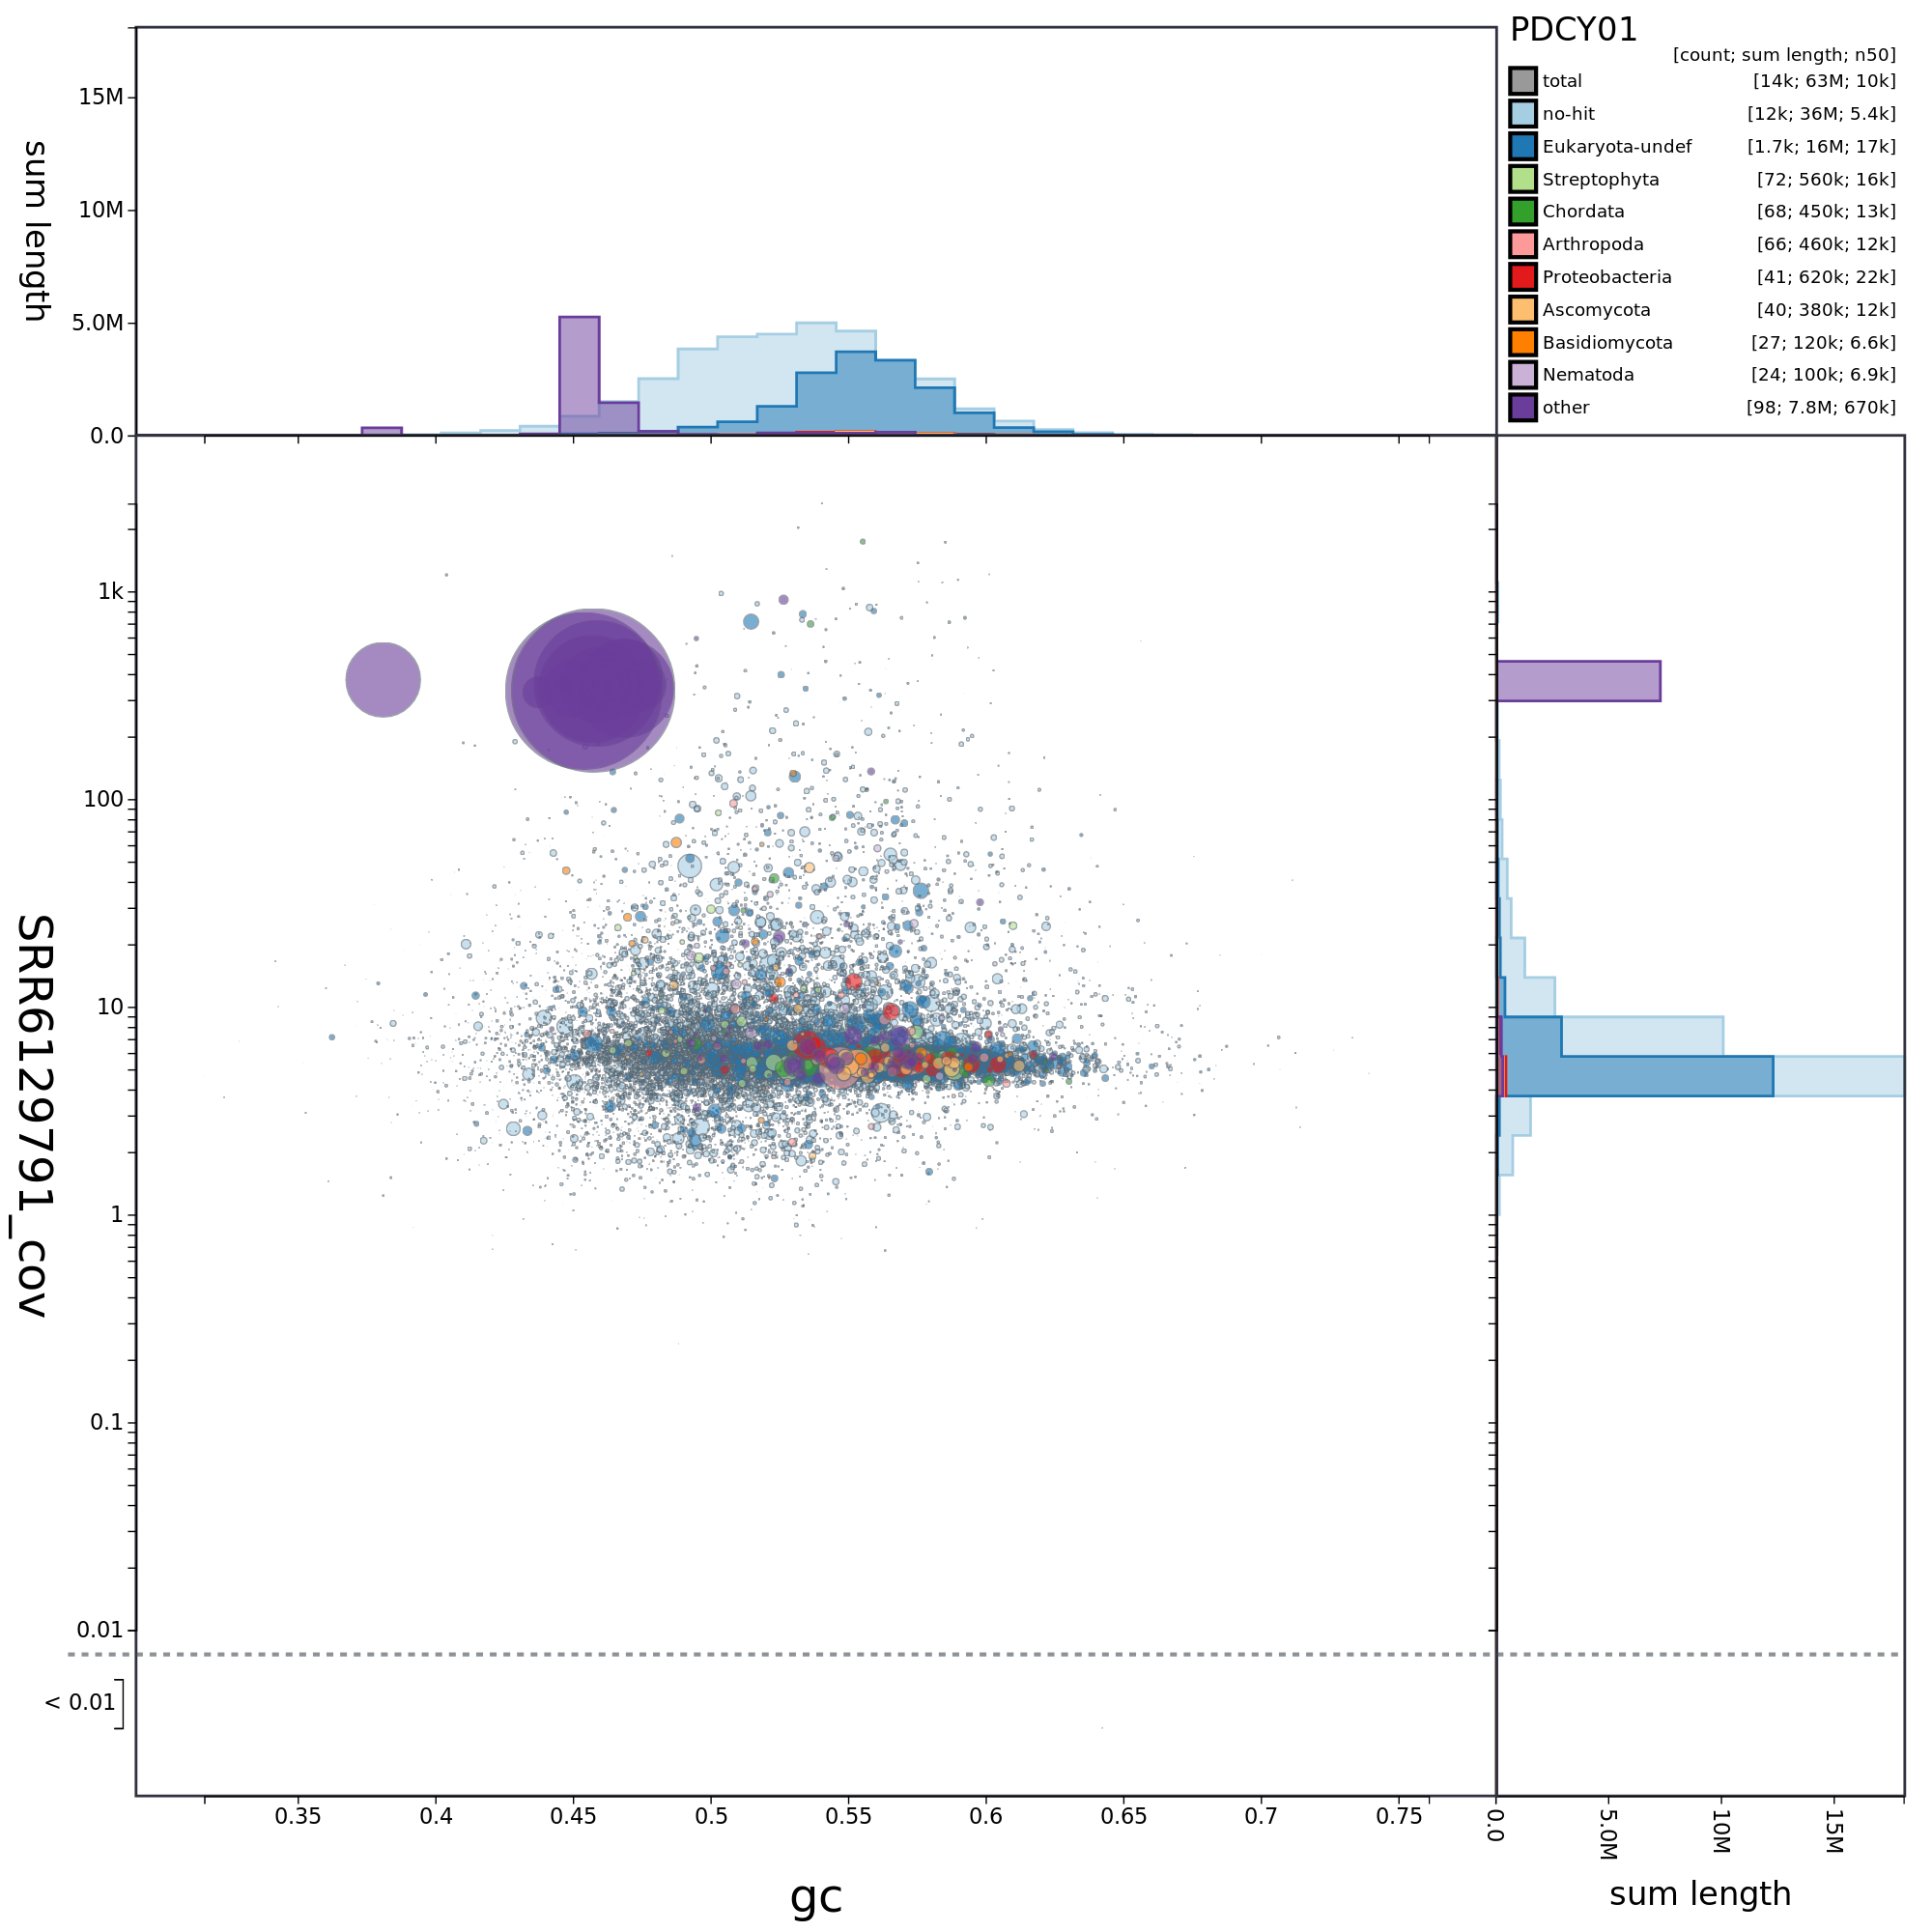 PDCY01
[count; sum length; n50]
total [14k; 63M; 10k]
no-hit [12k; 36M; 5.4k]
Eukaryota-undef [1.7k; 16M; 17k]
Streptophyta [72; 560k; 16k]
Chordata [68; 450k; 13k]
Arthropoda [66; 460k; 12k]
Proteobacteria [41; 620k; 22k]
Ascomycota [40; 380k; 12k]
Basidiomycota [27; 120k; 6.6k]
Nematoda [24; 100k; 6.9k]
other [98; 7.8M; 670k]
sum length
15M
10M
5.0M
0.0
SRR6129791_cov
1k
100
10
1
0.1
0.01
< 0.01
0.35 0.4 0.45 0.5 0.55 0.6 0.65 0.7 0.75
gc
0.0 5.0M 10M 15M
sum length